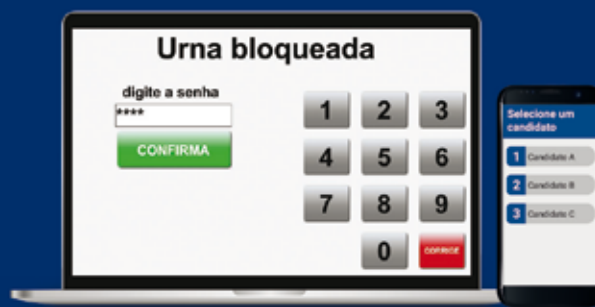 Urna bloqueada
digite a senha
****
CONFIRMA
1 2 3
4 5 6
7 8 9
0 CORRIGE
Selecione um
candidato
1 Candidato A
2 Candidato B
3 Candidato C